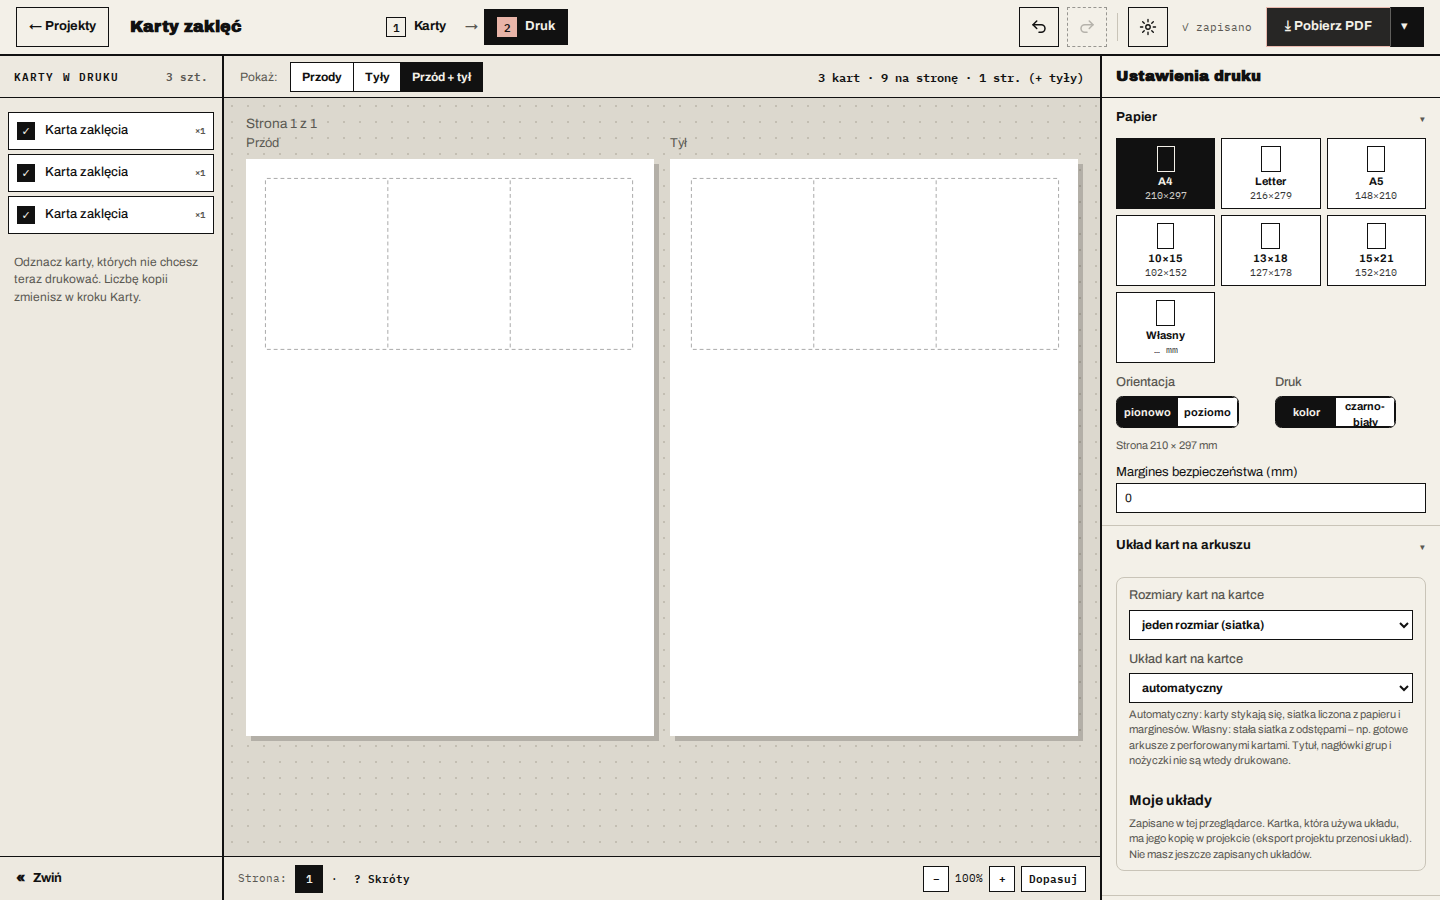 ← Projekty
Karty zaklęć
1 Karty → 2 Druk
✓ zapisano
⤓ Pobierz PDF ▾
KARTY W DRUKU 3 szt.
✓ Karta zaklęcia ×1
✓ Karta zaklęcia ×1
✓ Karta zaklęcia ×1
Odznacz karty, których nie chcesz
teraz drukować. Liczbę kopii
zmienisz w kroku Karty.
« Zwiń
Pokaż: Przody Tyły Przód + tył
3 kart · 9 na stronę · 1 str. (+ tyły)
Strona 1 z 1
Przód
Tył
Strona: 1 · ? Skróty
− 100% + Dopasuj
Ustawienia druku
Papier ▾
A4 Letter A5
210×297 216×279 148×210
10×15 13×18 15×21
102×152 127×178 152×210
Własny
… mm
Orientacja Druk
pionowo poziomo kolor czarno-
biały
Strona 210 × 297 mm
Margines bezpieczeństwa (mm)
0
Układ kart na arkuszu ▾
Rozmiary kart na kartce
jeden rozmiar (siatka)
Układ kart na kartce
automatyczny
Automatyczny: karty stykają się, siatka liczona z papieru i
marginesów. Własny: stała siatka z odstępami – np. gotowe
arkusze z perforowanymi kartami. Tytuł, nagłówki grup i
nożyczki nie są wtedy drukowane.
Moje układy
Zapisane w tej przeglądarce. Kartka, która używa układu,
ma jego kopię w projekcie (eksport projektu przenosi układ).
Nie masz jeszcze zapisanych układów.